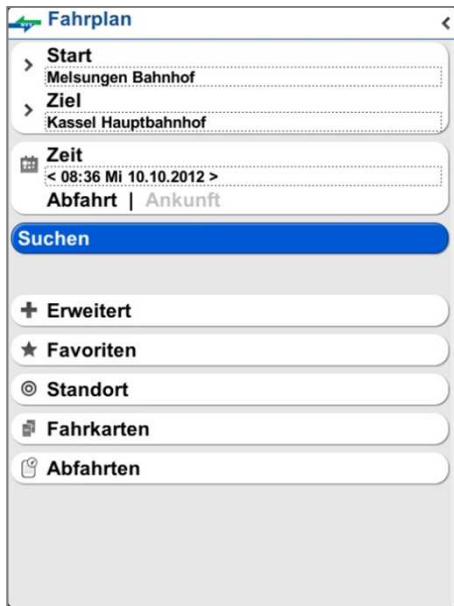 Fahrplan
Start
Melsungen Bahnhof
Ziel
Kassel Hauptbahnhof
Zeit
< 08:36 Mi 10.10.2012 >
Abfahrt | Ankunft
Suchen
Erweitert
Favoriten
Standort
Fahrkarten
Abfahrten